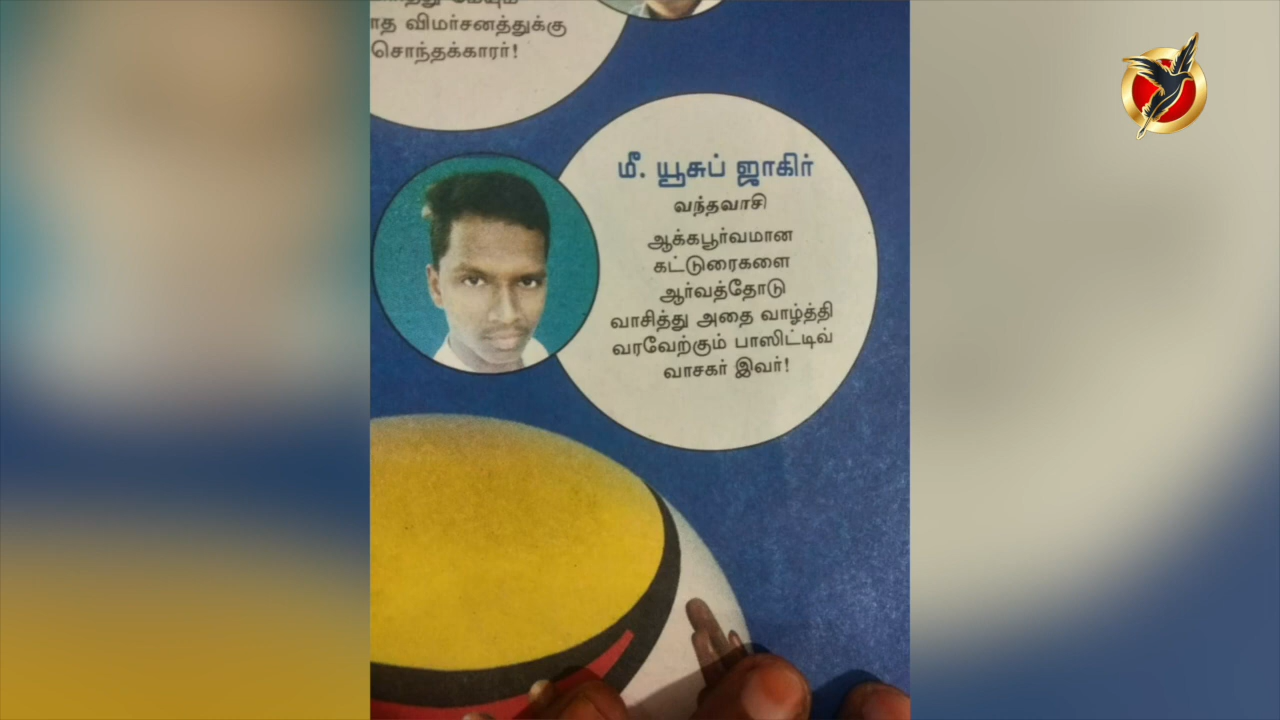 விமர்சனத்துக்கு
சொந்தக்காரர்!
மீ. யூசுப் ஜாகிர்
வந்தவாசி
ஆக்கபூர்வமான
கட்டுரைகளை
ஆர்வத்தோடு
வாசித்து அதை வாழ்த்தி
வரவேற்கும் பாஸிட்டிவ்
வாசகர் இவர்!